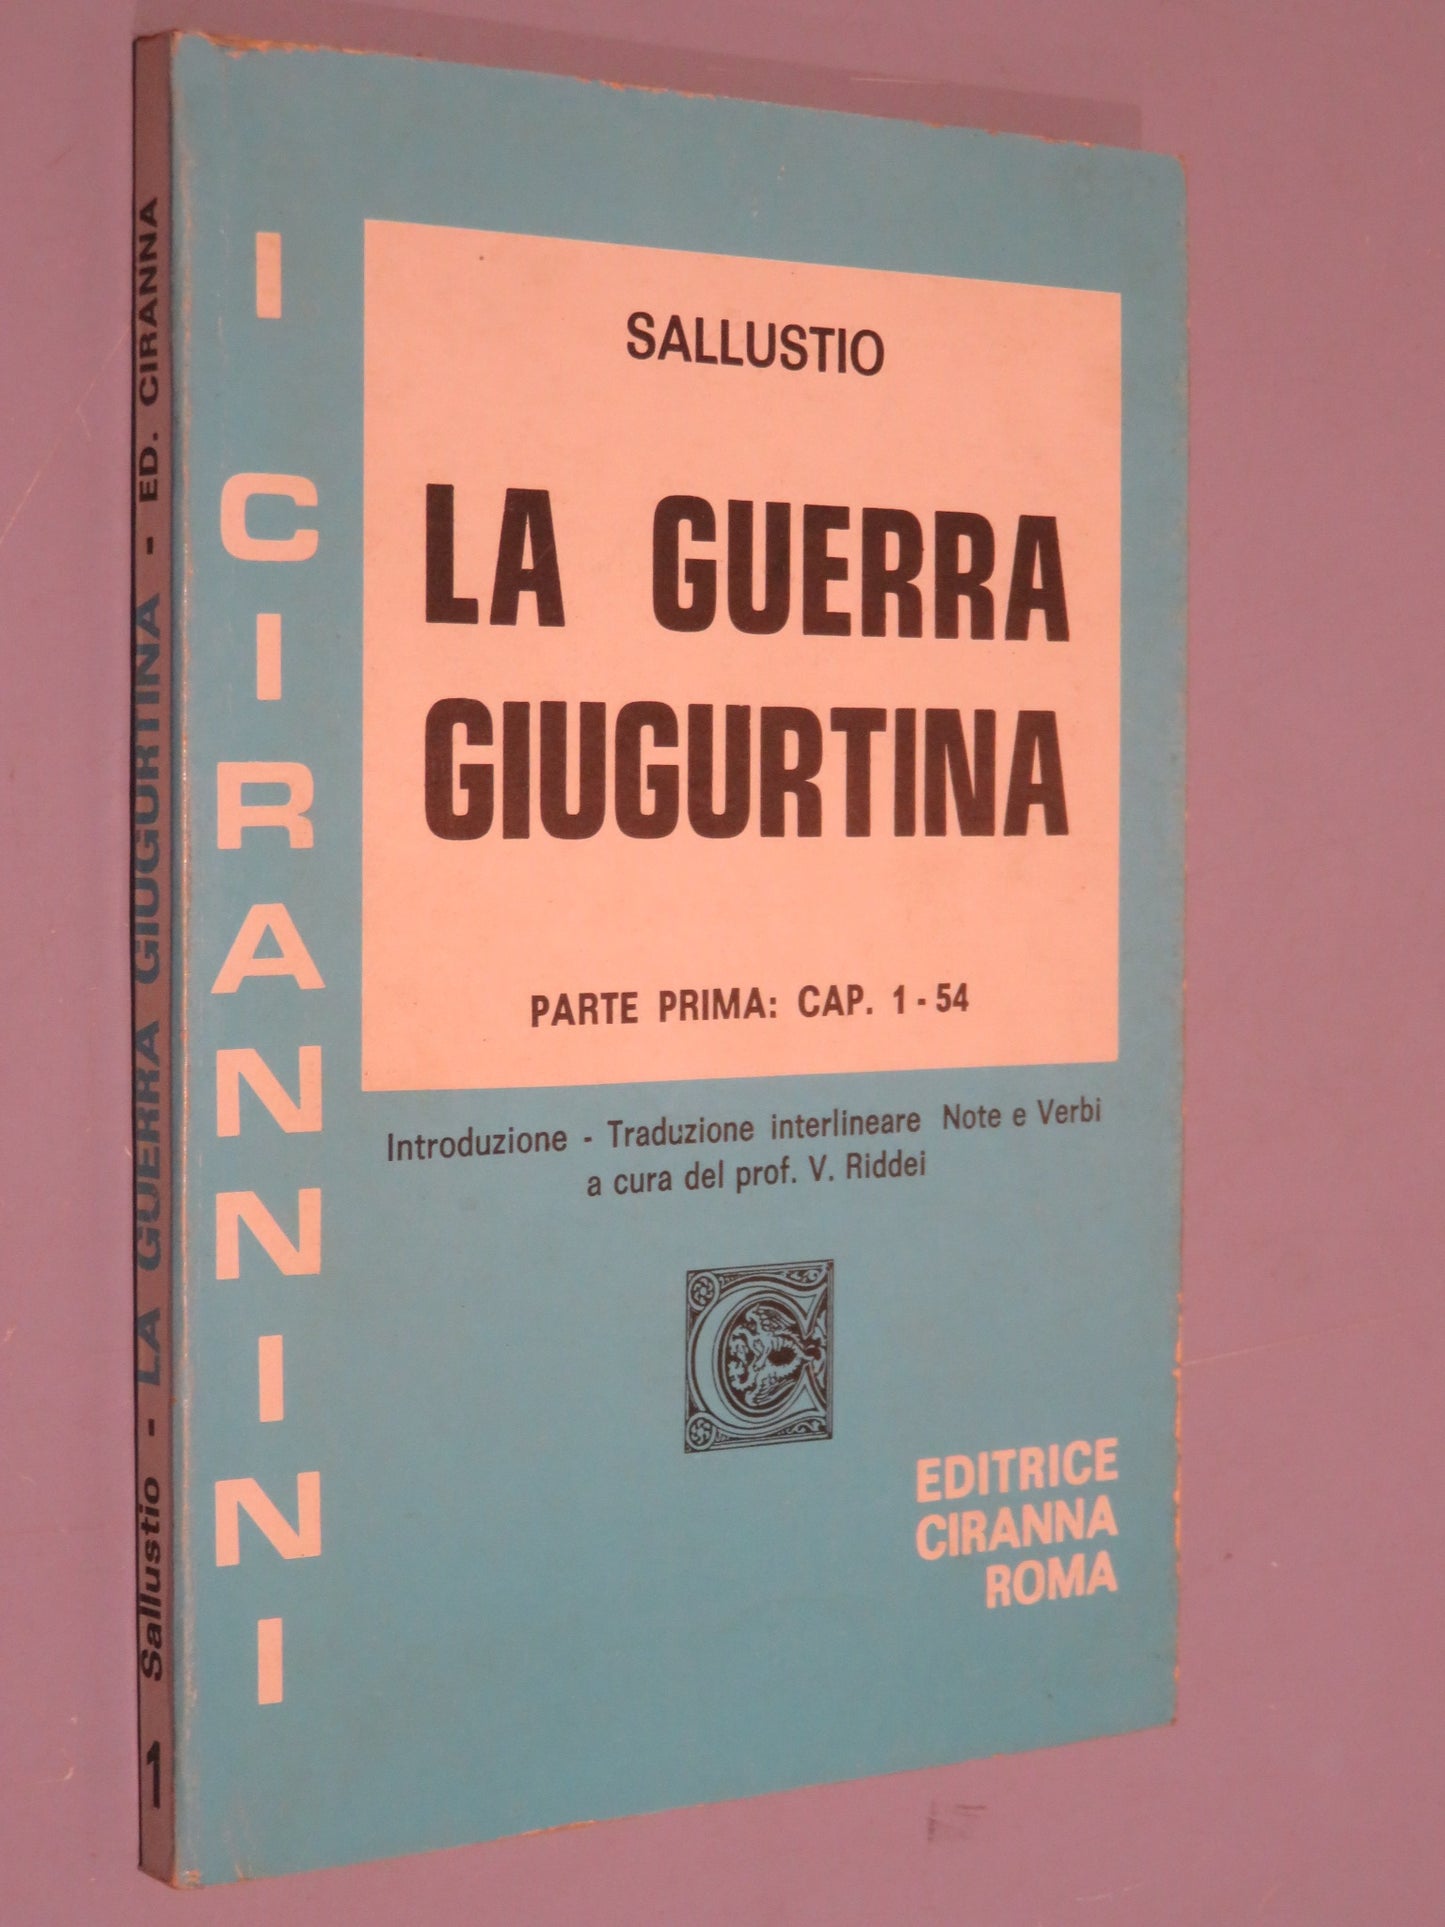 I CIRANNINI
SALLUSTIO
LA GUERRA
GIUGURTINA
PARTE PRIMA: CAP. 1 - 54
Introduzione - Traduzione interlineare Note e Verbi
a cura del prof. V. Riddei
C
EDITRICE
CIRANNA
ROMA
1 Sallustio - LA GUERRA GIUGURTINA - ED. CIRANNA